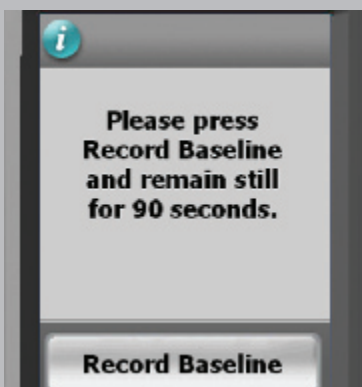 i
Please press
Record Baseline
and remain still
for 90 seconds.
Record Baseline